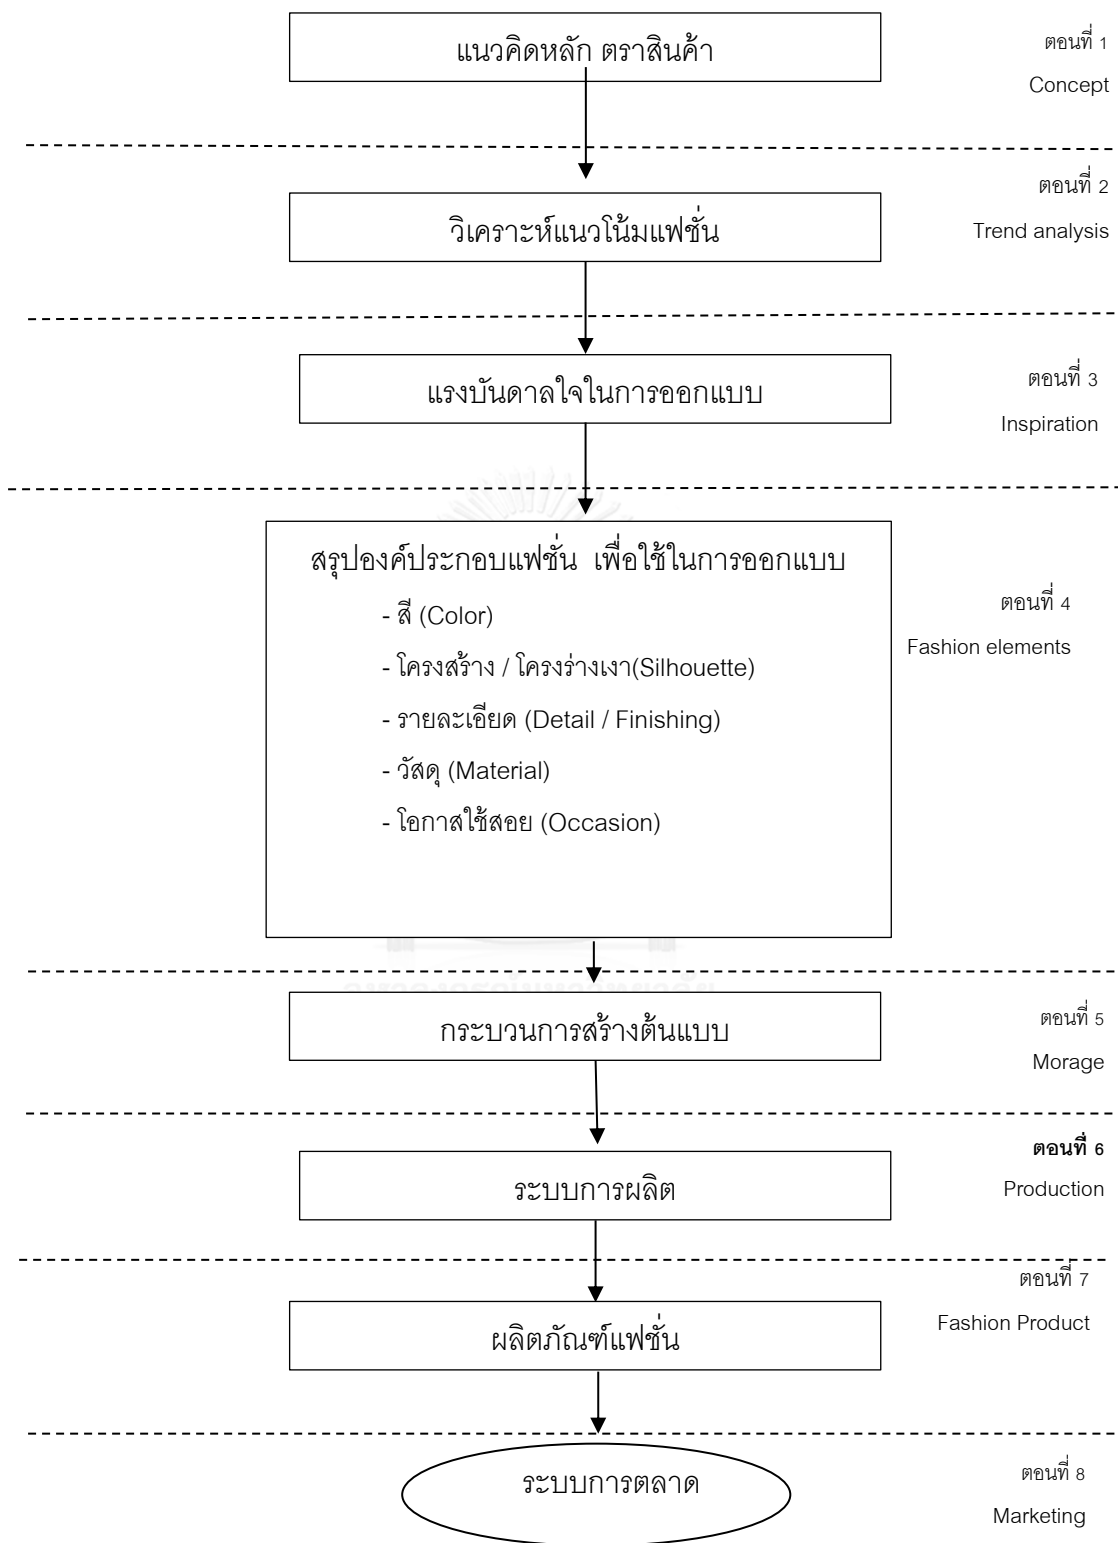 แนวคิดหลัก ตราสินค้า
ตอนที่ 1
Concept
วิเคราะห์แนวโน้มแฟชั่น
ตอนที่ 2
Trend analysis
แรงบันดาลใจในการออกแบบ
ตอนที่ 3
Inspiration
สรุปองค์ประกอบแฟชั่น เพื่อใช้ในการออกแบบ
- สี (Color)
- โครงสร้าง / โครงร่างเงา(Silhouette)
- รายละเอียด (Detail / Finishing)
- วัสดุ (Material)
- โอกาสใช้สอย (Occasion)
ตอนที่ 4
Fashion elements
กระบวนการสร้างต้นแบบ
ตอนที่ 5
Morage
ระบบการผลิต
ตอนที่ 6
Production
ผลิตภัณฑ์แฟชั่น
ตอนที่ 7
Fashion Product
ระบบการตลาด
ตอนที่ 8
Marketing